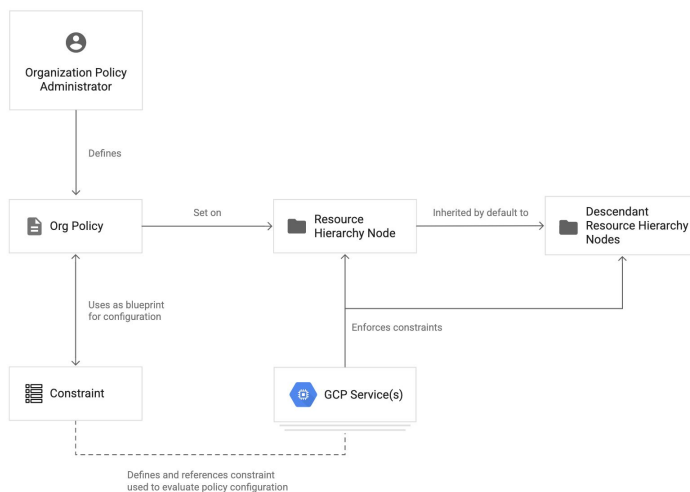 Organization Policy
Administrator
Defines
Org Policy
Set on
Resource
Hierarchy Node
Inherited by default to
Descendant
Resource Hierarchy
Nodes
Uses as blueprint
for configuration
Enforces constraints
Constraint
GCP Service(s)
Defines and references constraint
used to evaluate policy configuration